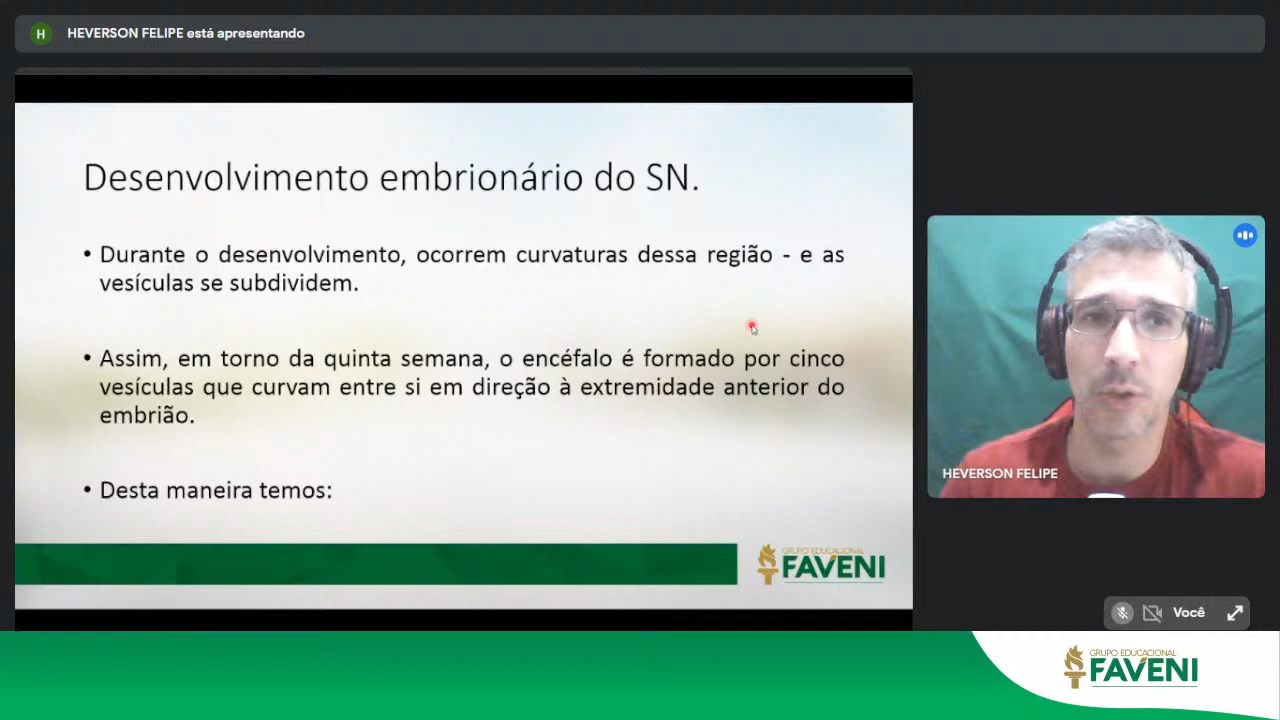 H
HEVERSON FELIPE está apresentando
Desenvolvimento embrionário do SN.
• Durante o desenvolvimento, ocorrem curvaturas dessa região - e as
vesículas se subdividem.
• Assim, em torno da quinta semana, o encéfalo é formado por cinco
vesículas que curvam entre si em direção à extremidade anterior do
embrião.
• Desta maneira temos:
GRUPO EDUCACIONAL
FAVENI
HEVERSON FELIPE
Você
GRUPO EDUCACIONAL
FAVENI